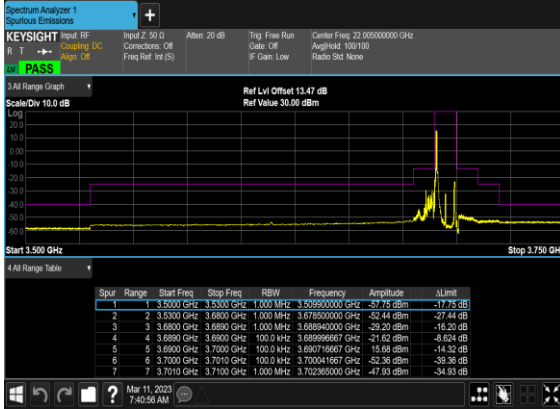 Spectrum Analyzer 1
Spurious Emissions
+
KEYSIGHT Input: RF Input Z: 50 Ω Atten: 20 dB Trig: Free Run Center Freq: 22.005000000 GHz
R T Coupling: DC Corrections: Off Gate: Off Avg|Hold: 100/100
Align: Off Freq Ref: Int (S) IF Gain: Low Radio Std: None
PASS
3 All Range Graph
Ref Lvl Offset 13.47 dB
Scale/Div 10.0 dB Ref Value 30.00 dBm
Log
20.0
10.0
0.00
-10.0
-20.0
-30.0
-40.0
-50.0
-60.0
Start 3.500 GHz Stop 3.750 GH
4 All Range Table
Spur Range Start Freq Stop Freq RBW Frequency Amplitude ΔLimit
1 1 3.5000 GHz 3.5300 GHz 1.000 MHz 3.509900000 GHz -57.75 dBm -17.75 dB
2 2 3.5300 GHz 3.6800 GHz 1.000 MHz 3.678500000 GHz -52.44 dBm -27.44 dB
3 3 3.6800 GHz 3.6890 GHz 1.000 MHz 3.688940000 GHz -29.20 dBm -16.20 dB
4 4 3.6890 GHz 3.6900 GHz 100.0 kHz 3.689996667 GHz -21.62 dBm -8.624 dB
5 5 3.6900 GHz 3.7000 GHz 100.0 kHz 3.690716667 GHz 15.68 dBm -14.32 dB
6 6 3.7000 GHz 3.7010 GHz 100.0 kHz 3.700041667 GHz -52.36 dBm -39.36 dB
7 7 3.7010 GHz 3.7100 GHz 1.000 MHz 3.702365000 GHz -47.93 dBm -34.93 dB
?
Mar 11, 2023
7:40:56 AM